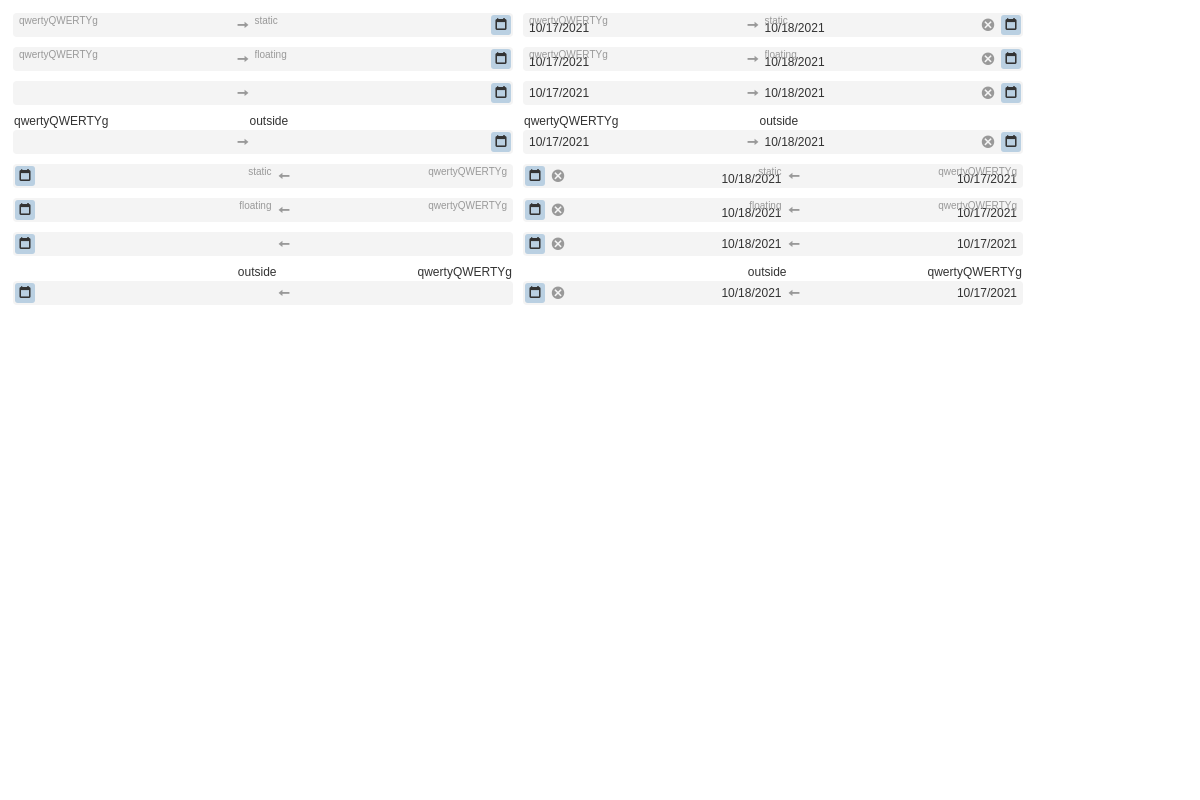 qwertyQWERTYg static qwertyQWERTYg 10/17/2021 static 10/18/2021
qwertyQWERTYg floating qwertyQWERTYg 10/17/2021 floating 10/18/2021
10/17/2021 10/18/2021
qwertyQWERTYg outside qwertyQWERTYg outside
10/17/2021 10/18/2021
static qwertyQWERTYg static 10/18/2021 qwertyQWERTYg 10/17/2021
floating qwertyQWERTYg floating 10/18/2021 qwertyQWERTYg 10/17/2021
10/18/2021 10/17/2021
outside qwertyQWERTYg outside qwertyQWERTYg
10/18/2021 10/17/2021